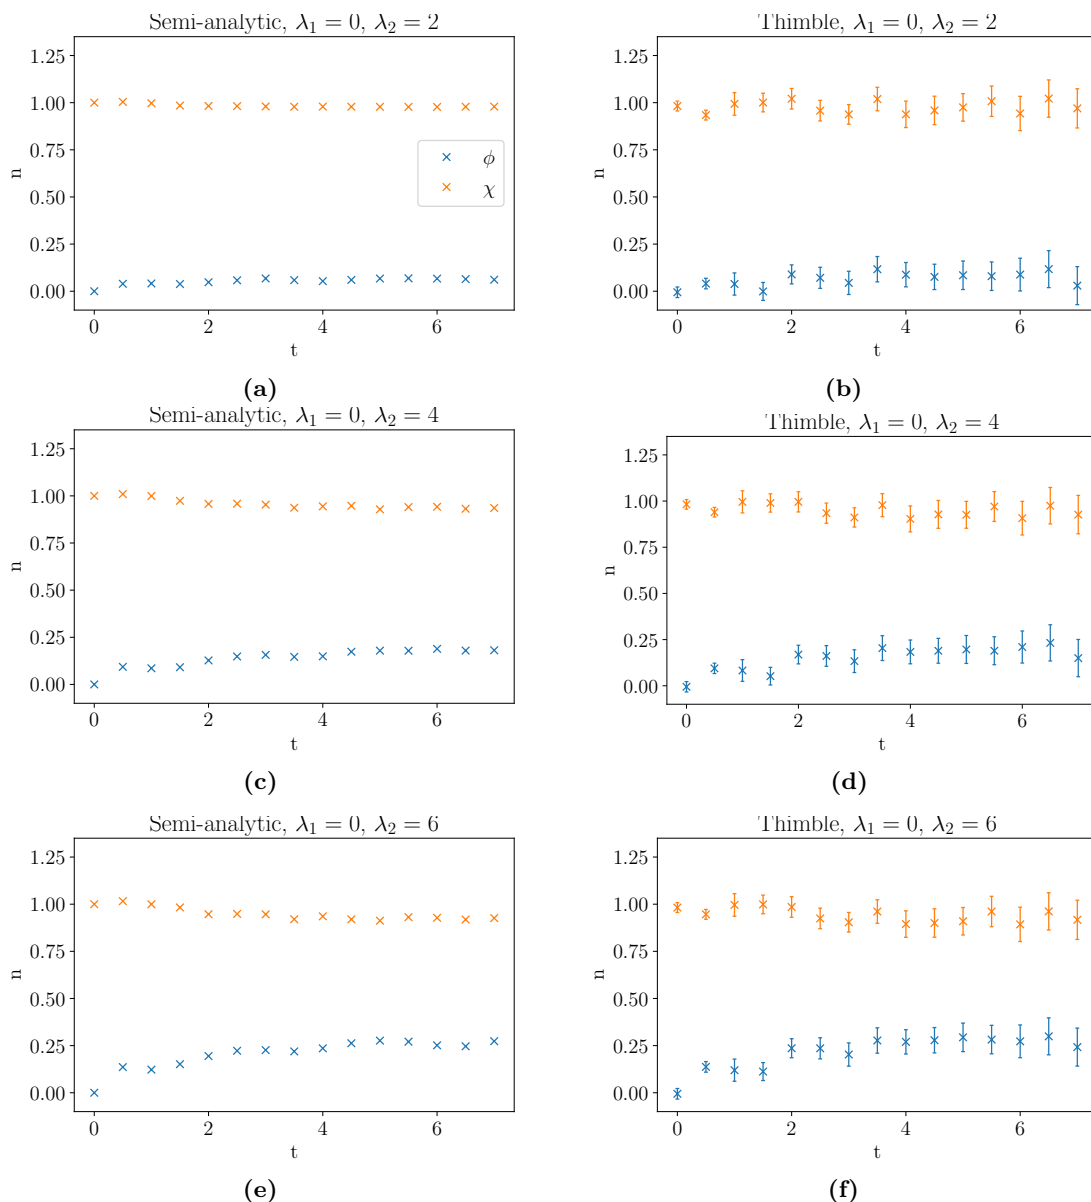 Semi-analytic, λ₁ = 0, λ₂ = 2
1.25
1.00
0.75
0.50
0.25
0.00
n
ϕ
χ
0 2 4 6
t
(a)
Thimble, λ₁ = 0, λ₂ = 2
1.25
1.00
0.75
0.50
0.25
0.00
n
0 2 4 6
t
(b)
Semi-analytic, λ₁ = 0, λ₂ = 4
1.25
1.00
0.75
0.50
0.25
0.00
n
0 2 4 6
t
(c)
Thimble, λ₁ = 0, λ₂ = 4
1.25
1.00
0.75
0.50
0.25
0.00
n
0 2 4 6
t
(d)
Semi-analytic, λ₁ = 0, λ₂ = 6
1.25
1.00
0.75
0.50
0.25
0.00
n
0 2 4 6
t
(e)
Thimble, λ₁ = 0, λ₂ = 6
1.25
1.00
0.75
0.50
0.25
0.00
n
0 2 4 6
t
(f)